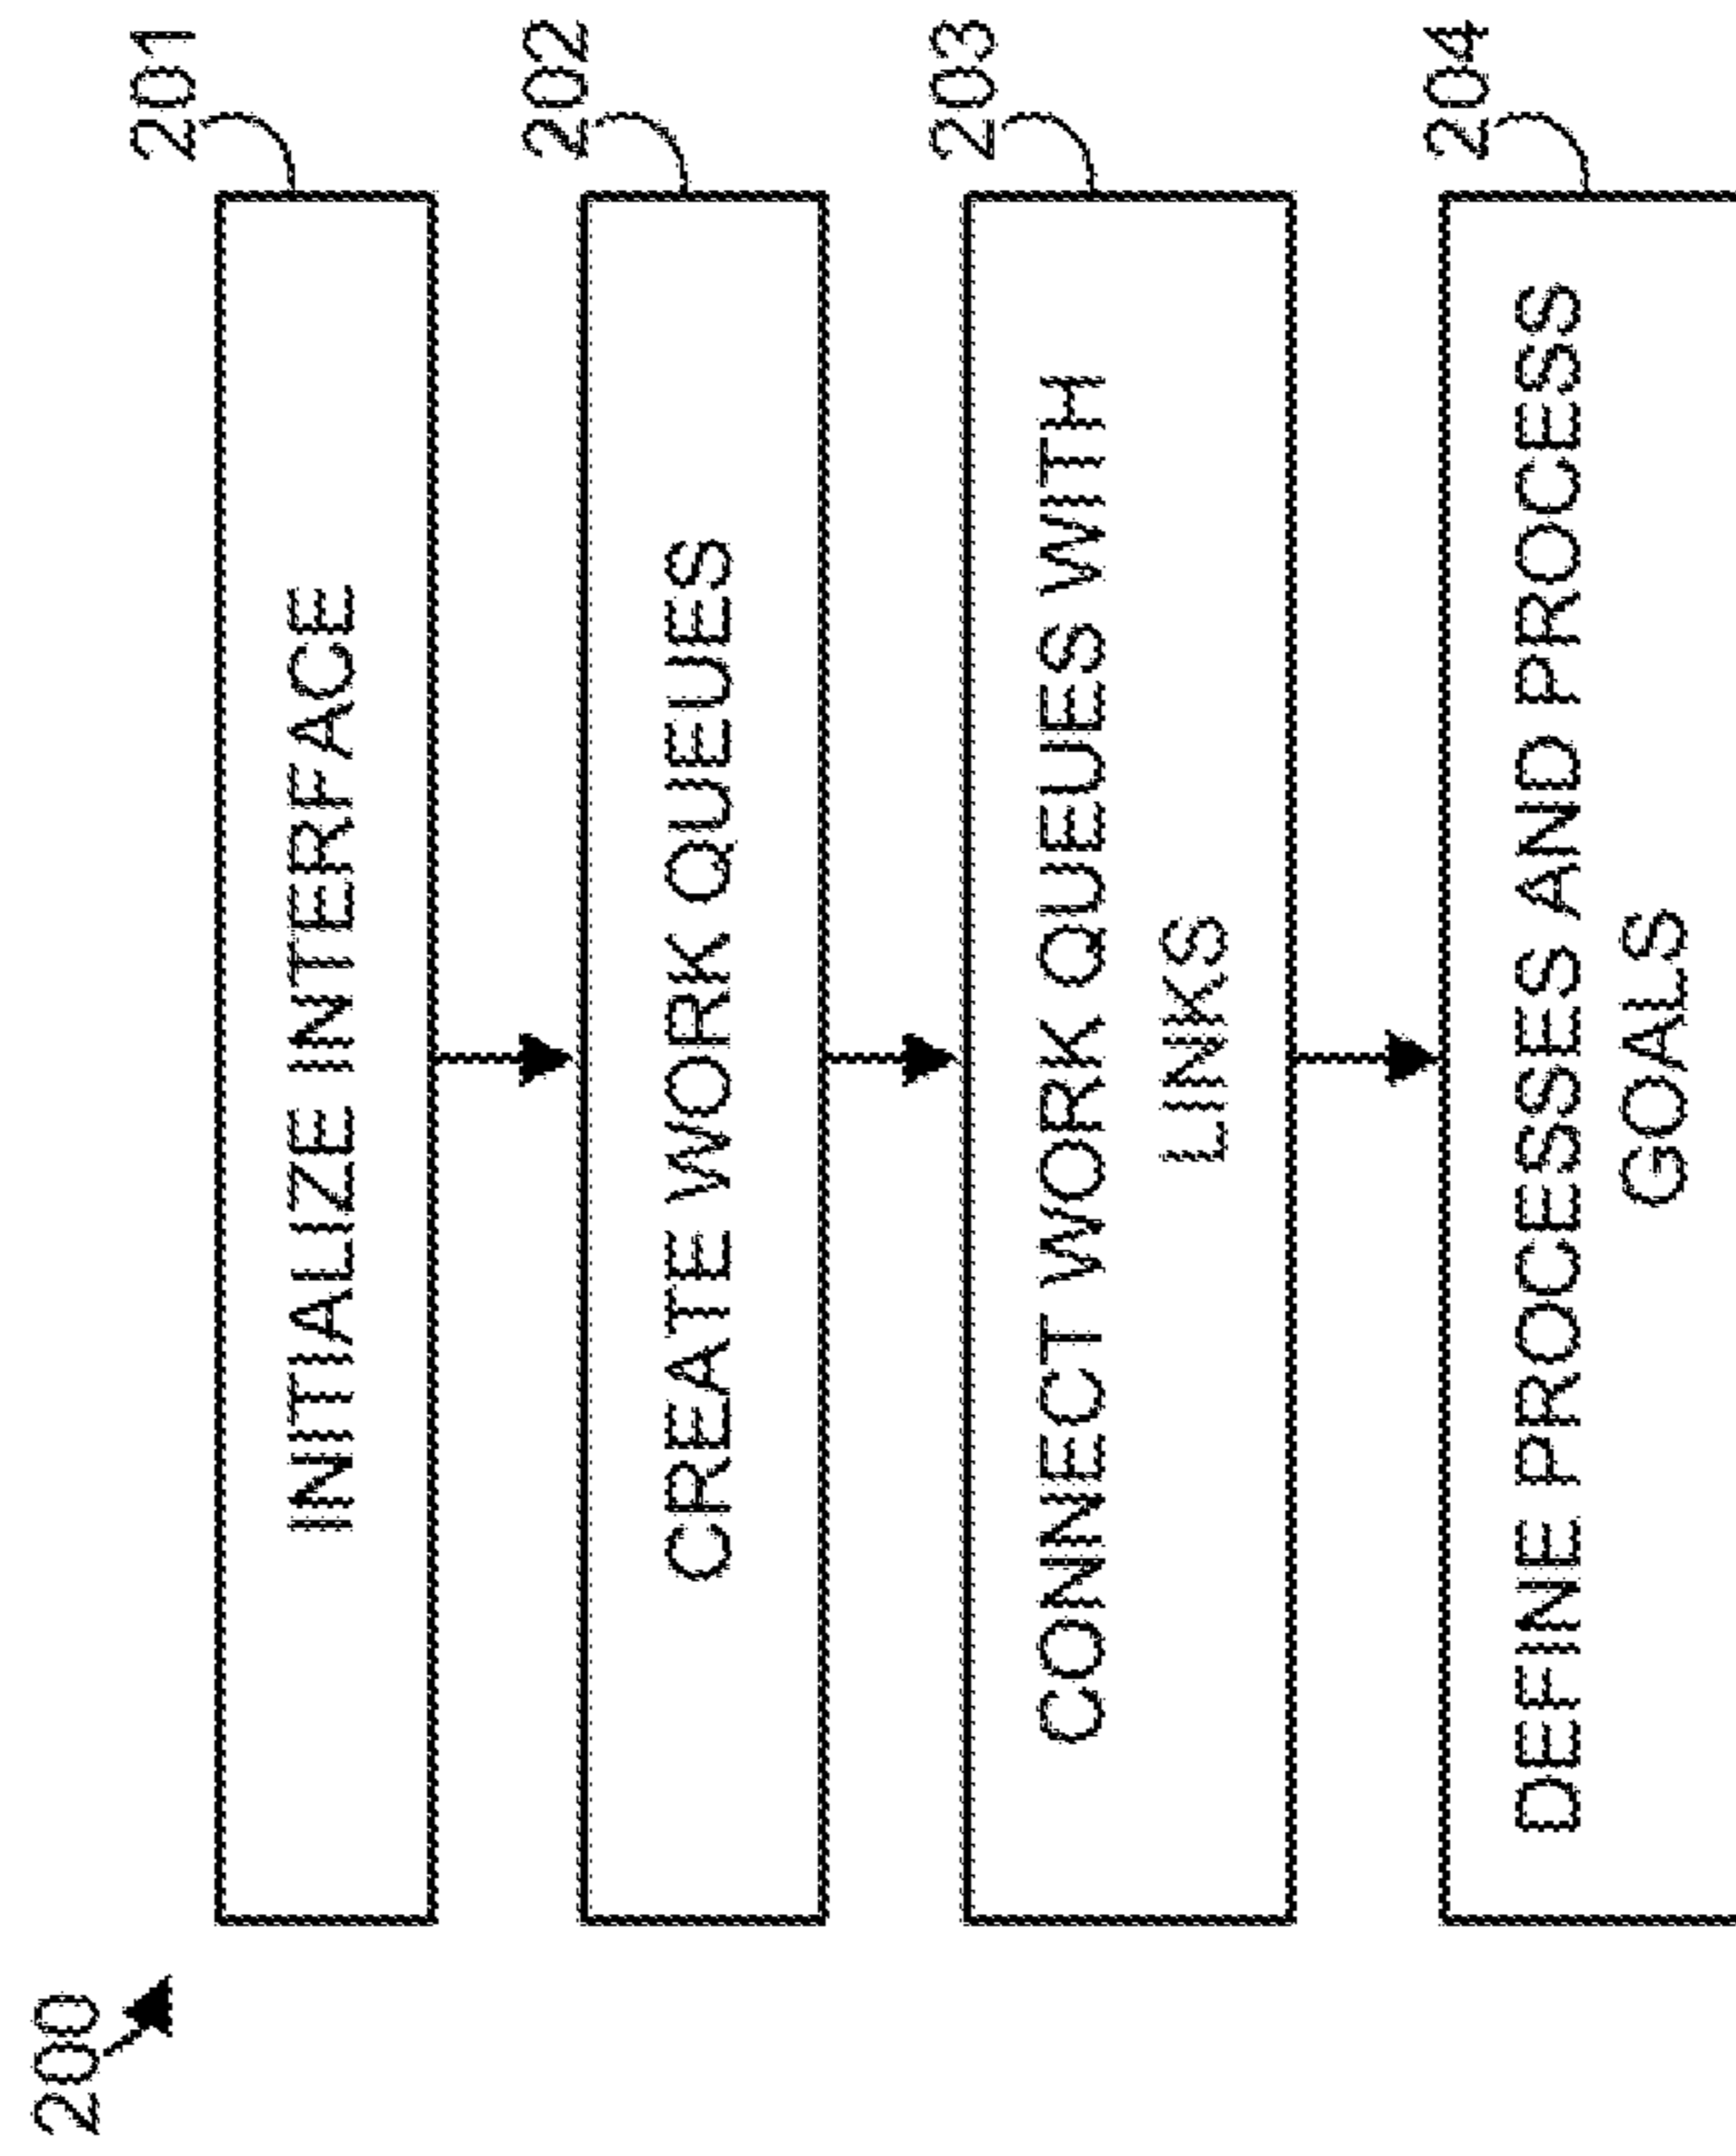 200
201
INITIALIZE INTERFACE
202
CREATE WORK QUEUES
203
CONNECT WORK QUEUES WITH
LINKS
204
DEFINE PROCESSES AND PROCESS
GOALS